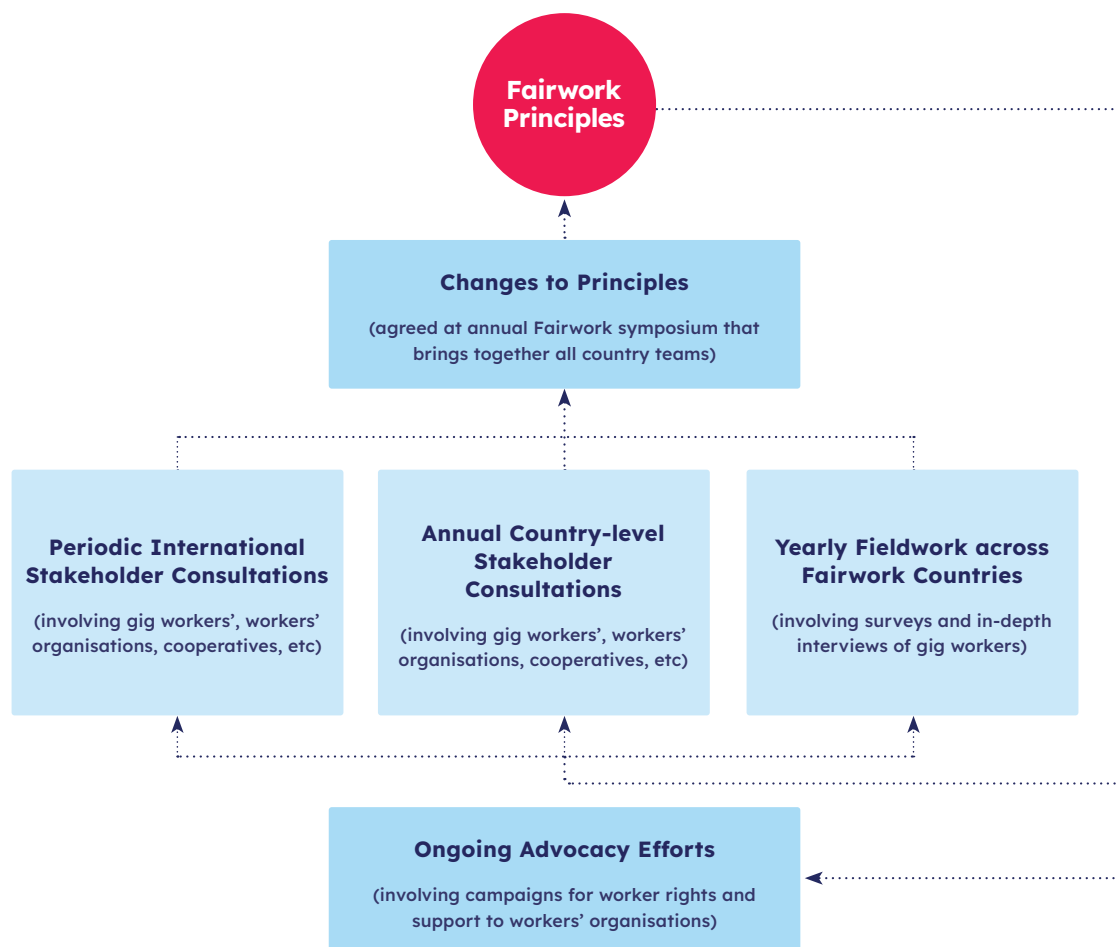 Fairwork
Principles
Changes to Principles
(agreed at annual Fairwork symposium that
brings together all country teams)
Periodic International
Stakeholder Consultations
(involving gig workers’, workers’
organisations, cooperatives, etc)
Annual Country-level
Stakeholder
Consultations
(involving gig workers’, workers’
organisations, cooperatives, etc)
Yearly Fieldwork across
Fairwork Countries
(involving surveys and in-depth
interviews of gig workers)
Ongoing Advocacy Efforts
(involving campaigns for worker rights and
support to workers’ organisations)